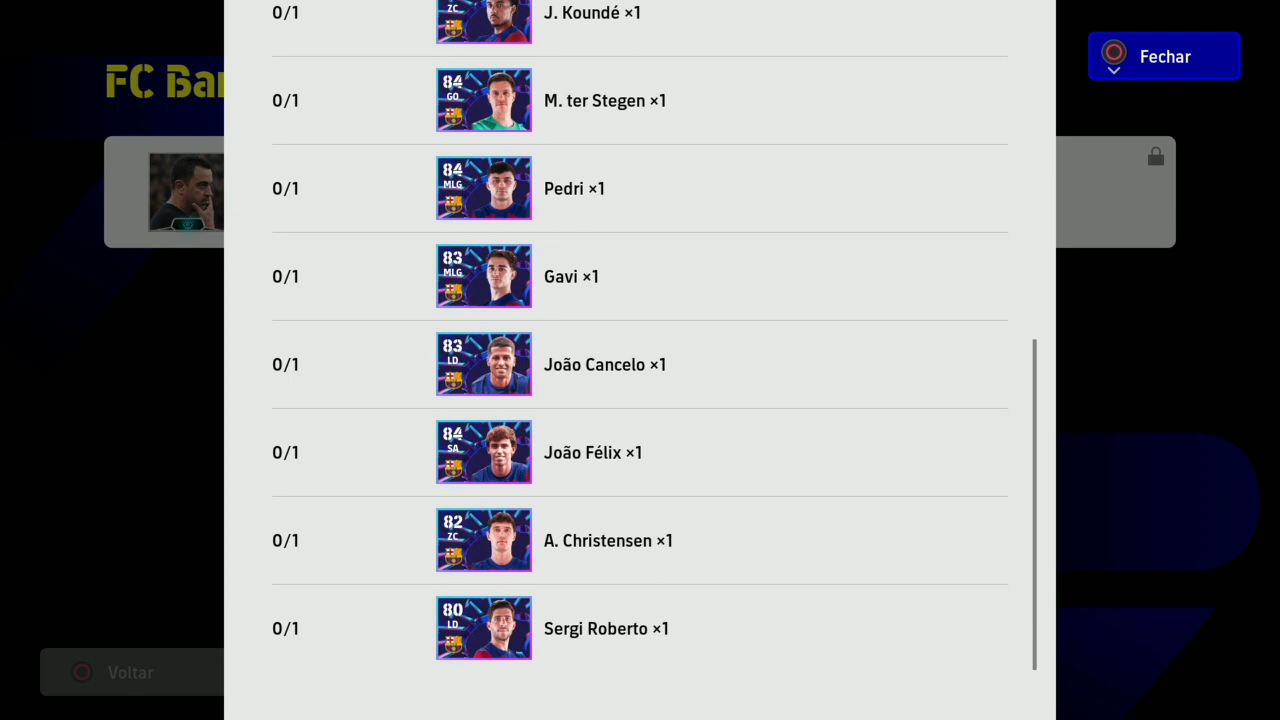 FC Bar
Fechar
0/1 ZC J. Koundé ×1
0/1 84 GO M. ter Stegen ×1
0/1 84 MLG Pedri ×1
0/1 83 MLG Gavi ×1
0/1 83 LD João Cancelo ×1
0/1 84 SA João Félix ×1
0/1 82 ZC A. Christensen ×1
0/1 80 LD Sergi Roberto ×1
Voltar